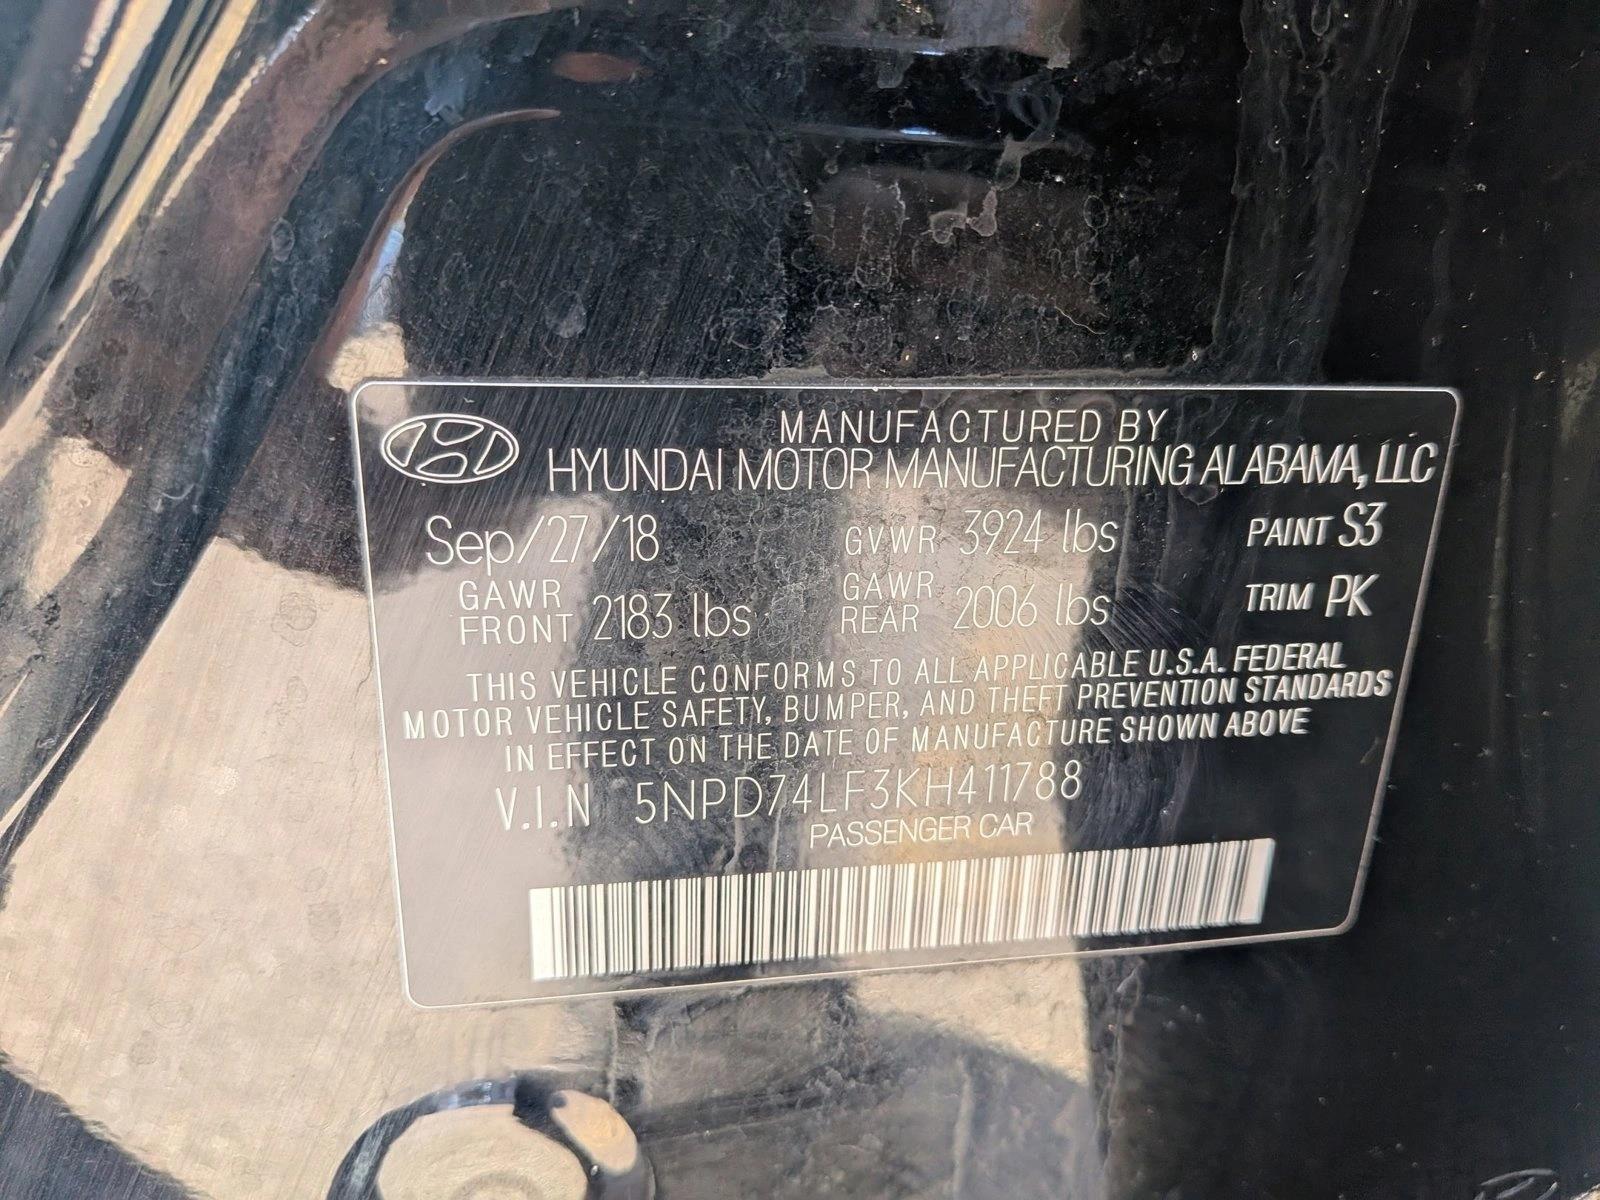 MANUFACTURED BY
HYUNDAI MOTOR MANUFACTURING ALABAMA, LLC
Sep/27/18 GVWR 3924 lbs PAINT S3
GAWR FRONT 2183 lbs GAWR REAR 2006 lbs TRIM PK
THIS VEHICLE CONFORMS TO ALL APPLICABLE U.S.A. FEDERAL
MOTOR VEHICLE SAFETY, BUMPER, AND THEFT PREVENTION STANDARDS
IN EFFECT ON THE DATE OF MANUFACTURE SHOWN ABOVE
V.I.N 5NPD74LF3KH411788
PASSENGER CAR